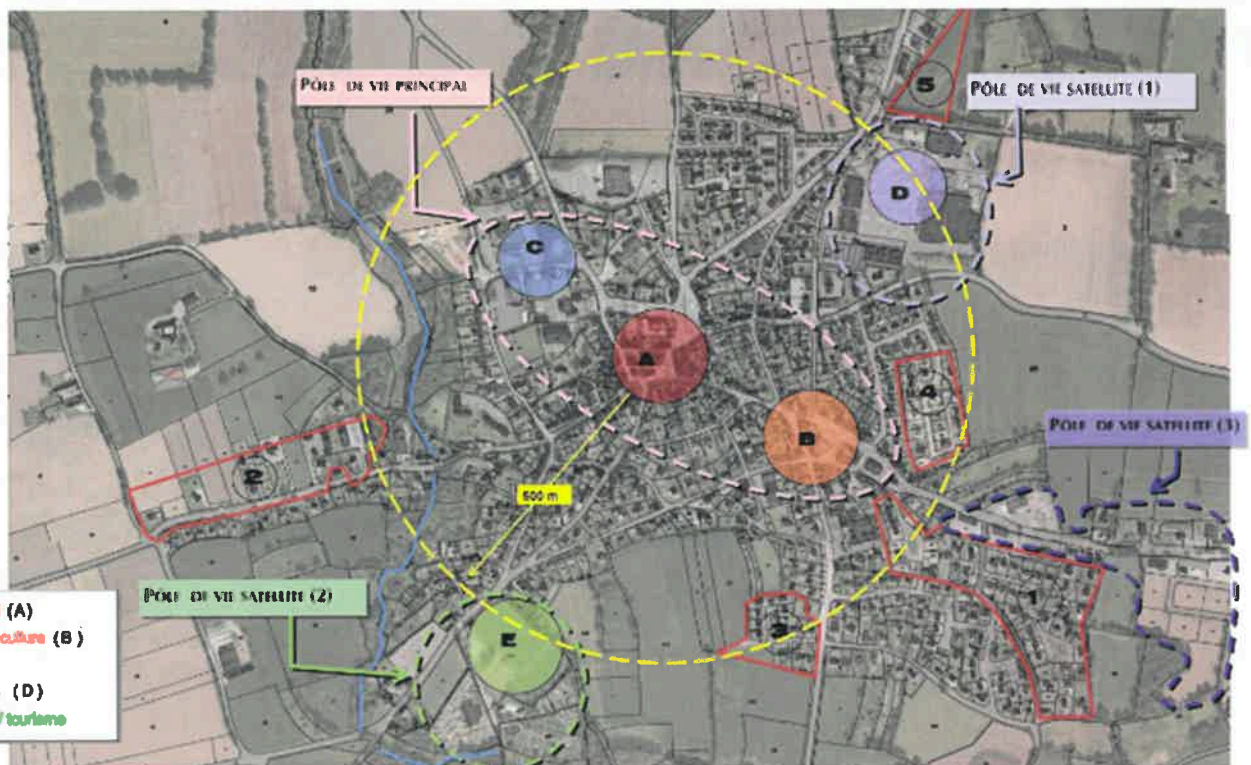 PÔLE DE VIE PRINCIPAL
PÔLE DE VIE SATELLITE (1)
5
D
C
A
4
PÔLE DE VIE SATELLITE (3)
B
2
500 m
PÔLE DE VIE SATELLITE (2)
1
3
E
(A)
culture (B)
(D)
/ tourisme